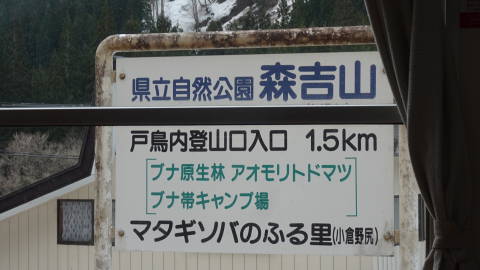 県立自然公園 森吉山
戸鳥内登山口入口 1.5km
ブナ原生林 アオモリトドマツ
ブナ帯キャンプ場
マタギソバのふる里(小倉野尻)